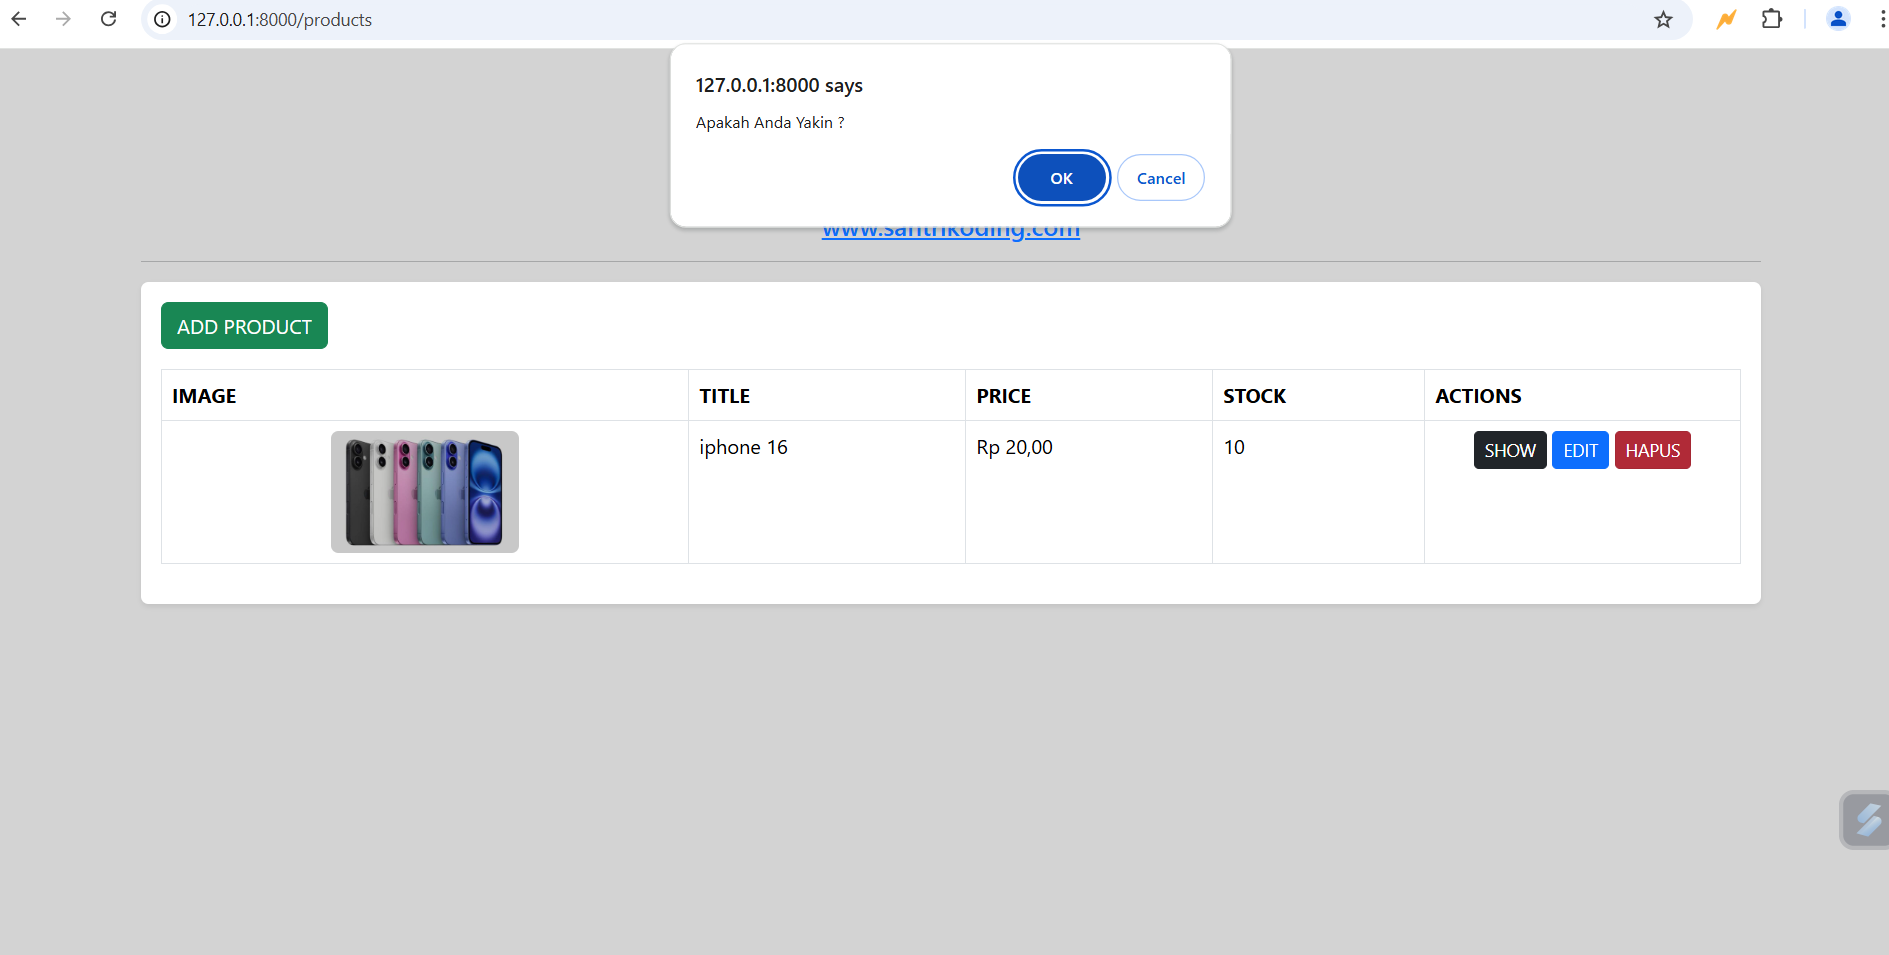 127.0.0.1:8000/products
127.0.0.1:8000 says
Apakah Anda Yakin ?
OK Cancel
www.santrikoding.com
ADD PRODUCT
IMAGE TITLE PRICE STOCK ACTIONS
iphone 16 Rp 20,00 10 SHOW EDIT HAPUS